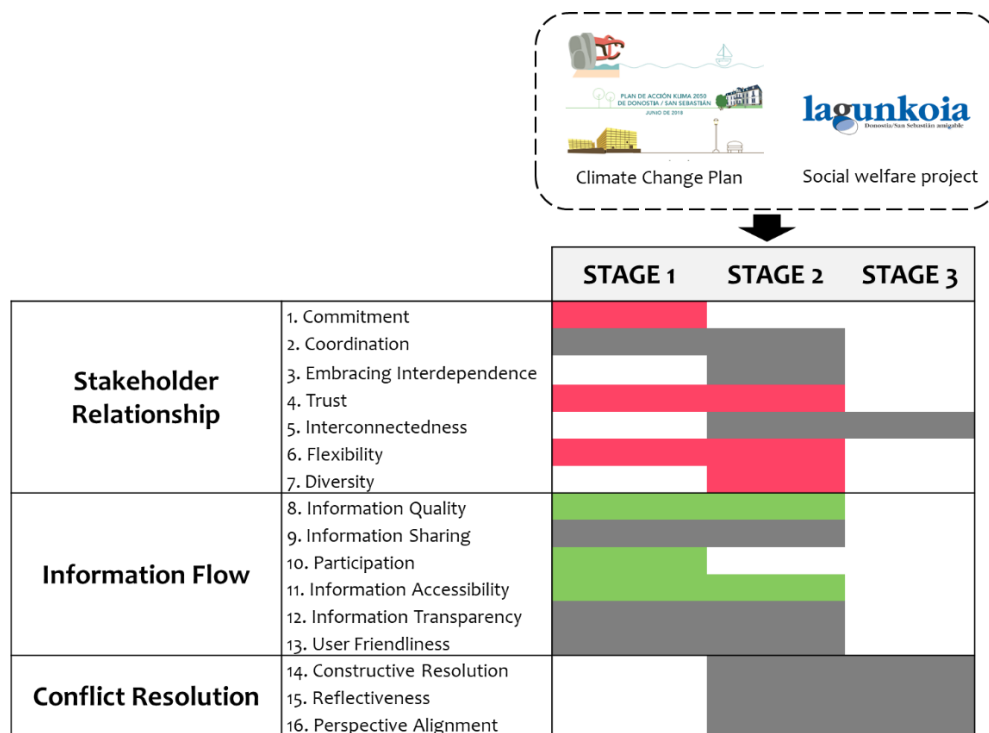 PLAN DE ACCIÓN KLIMA 2050
DE DONOSTIA / SAN SEBASTIÁN
JUNIO DE 2018
lagunkoia
Donostia/San Sebastián amigable
Climate Change Plan
Social welfare project
STAGE 1
STAGE 2
STAGE 3
Stakeholder
Relationship
1. Commitment
2. Coordination
3. Embracing Interdependence
4. Trust
5. Interconnectedness
6. Flexibility
7. Diversity
Information Flow
8. Information Quality
9. Information Sharing
10. Participation
11. Information Accessibility
12. Information Transparency
13. User Friendliness
Conflict Resolution
14. Constructive Resolution
15. Reflectiveness
16. Perspective Alignment